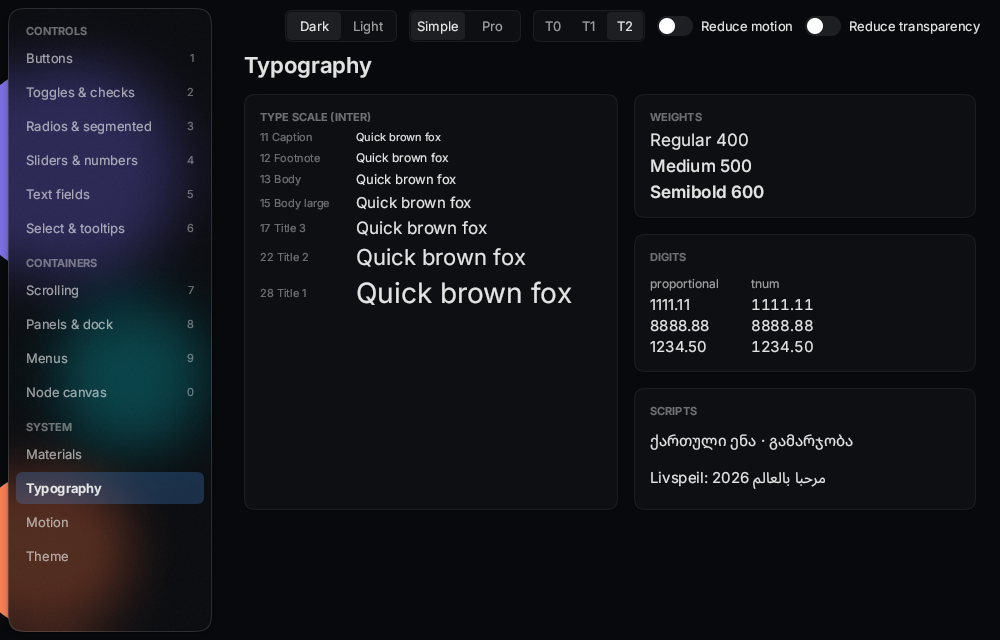 CONTROLS
Buttons 1
Toggles & checks 2
Radios & segmented 3
Sliders & numbers 4
Text fields 5
Select & tooltips 6
CONTAINERS
Scrolling 7
Panels & dock 8
Menus 9
Node canvas 0
SYSTEM
Materials
Typography
Motion
Theme
Dark Light Simple Pro T0 T1 T2 Reduce motion Reduce transparency
Typography
TYPE SCALE (INTER)
11 Caption Quick brown fox
12 Footnote Quick brown fox
13 Body Quick brown fox
15 Body large Quick brown fox
17 Title 3 Quick brown fox
22 Title 2 Quick brown fox
28 Title 1 Quick brown fox
WEIGHTS
Regular 400
Medium 500
Semibold 600
DIGITS
proportional tnum
1111.11 1111.11
8888.88 8888.88
1234.50 1234.50
SCRIPTS
ქართული ენა · გამარჯობა
Livspeil: 2026 مرحبا بالعالم